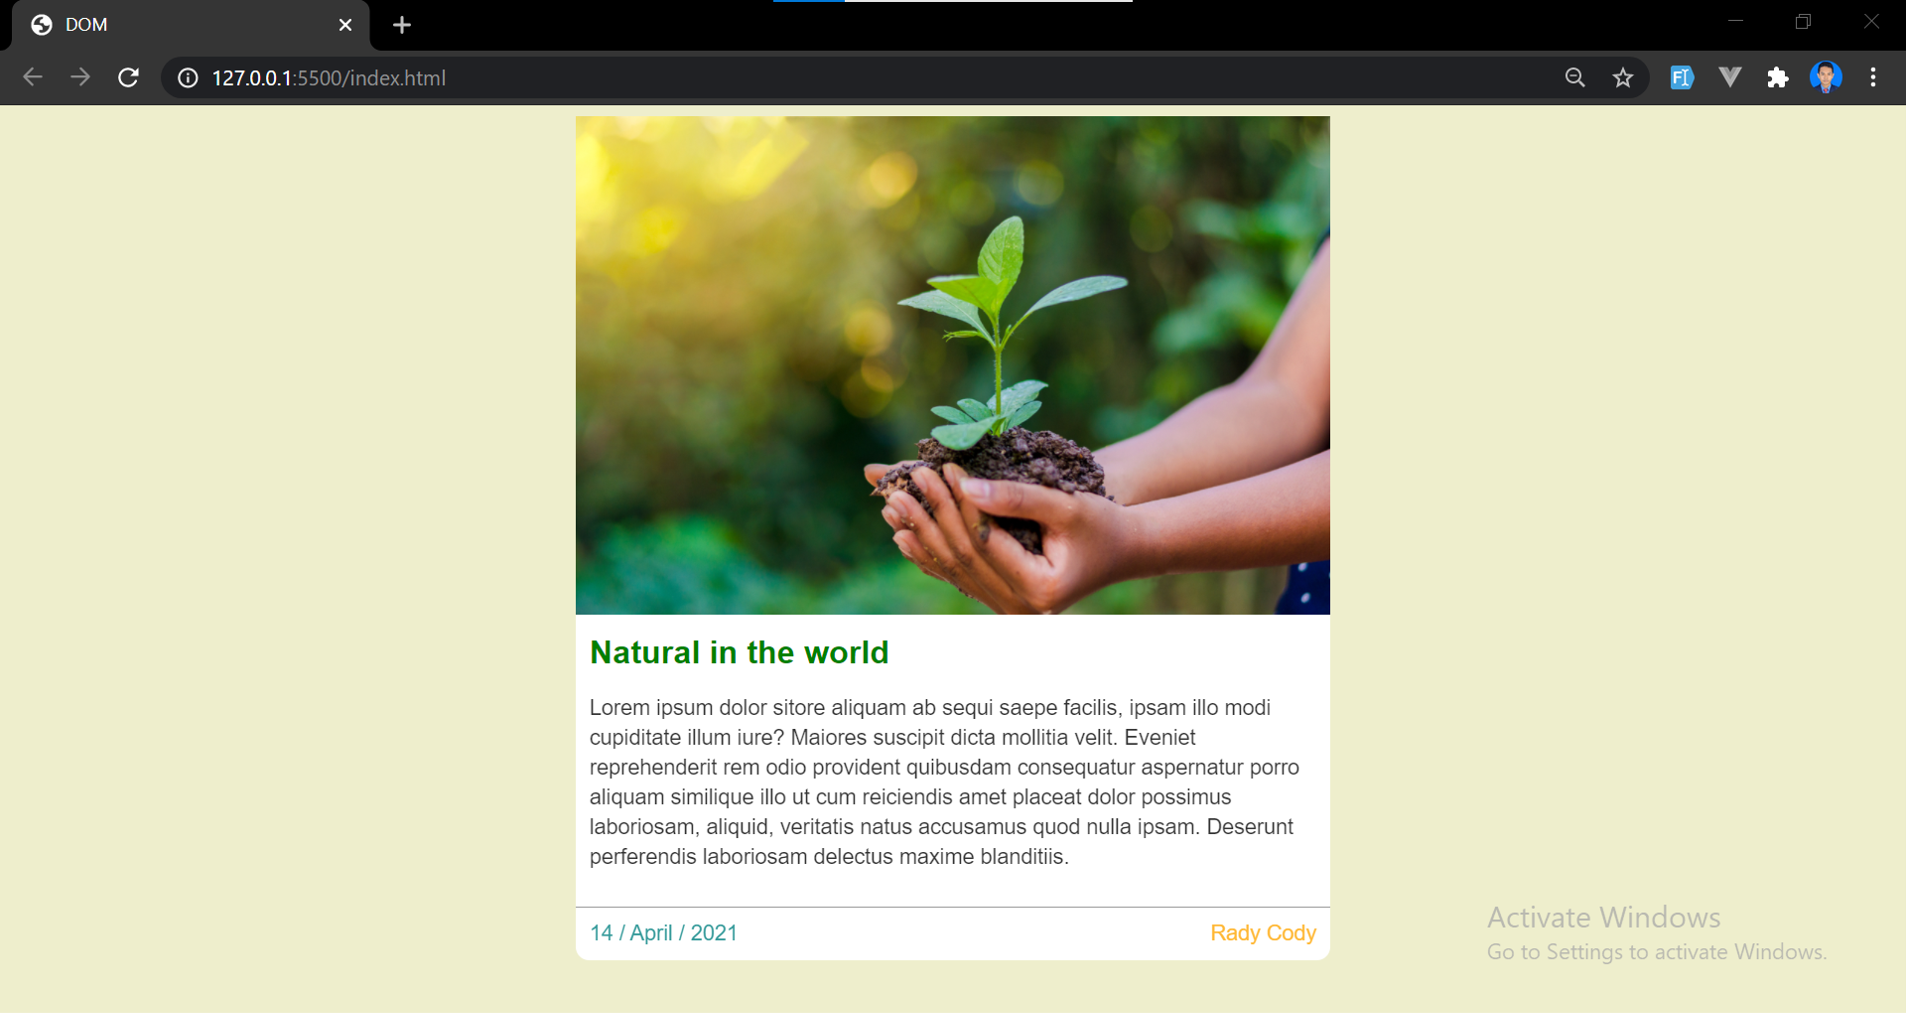 DOM
127.0.0.1:5500/index.html
Natural in the world
Lorem ipsum dolor sitore aliquam ab sequi saepe facilis, ipsam illo modi
cupiditate illum iure? Maiores suscipit dicta mollitia velit. Eveniet
reprehenderit rem odio provident quibusdam consequatur aspernatur porro
aliquam similique illo ut cum reiciendis amet placeat dolor possimus
laboriosam, aliquid, veritatis natus accusamus quod nulla ipsam. Deserunt
perferendis laboriosam delectus maxime blanditiis.
14 / April / 2021
Rady Cody
Activate Windows
Go to Settings to activate Windows.